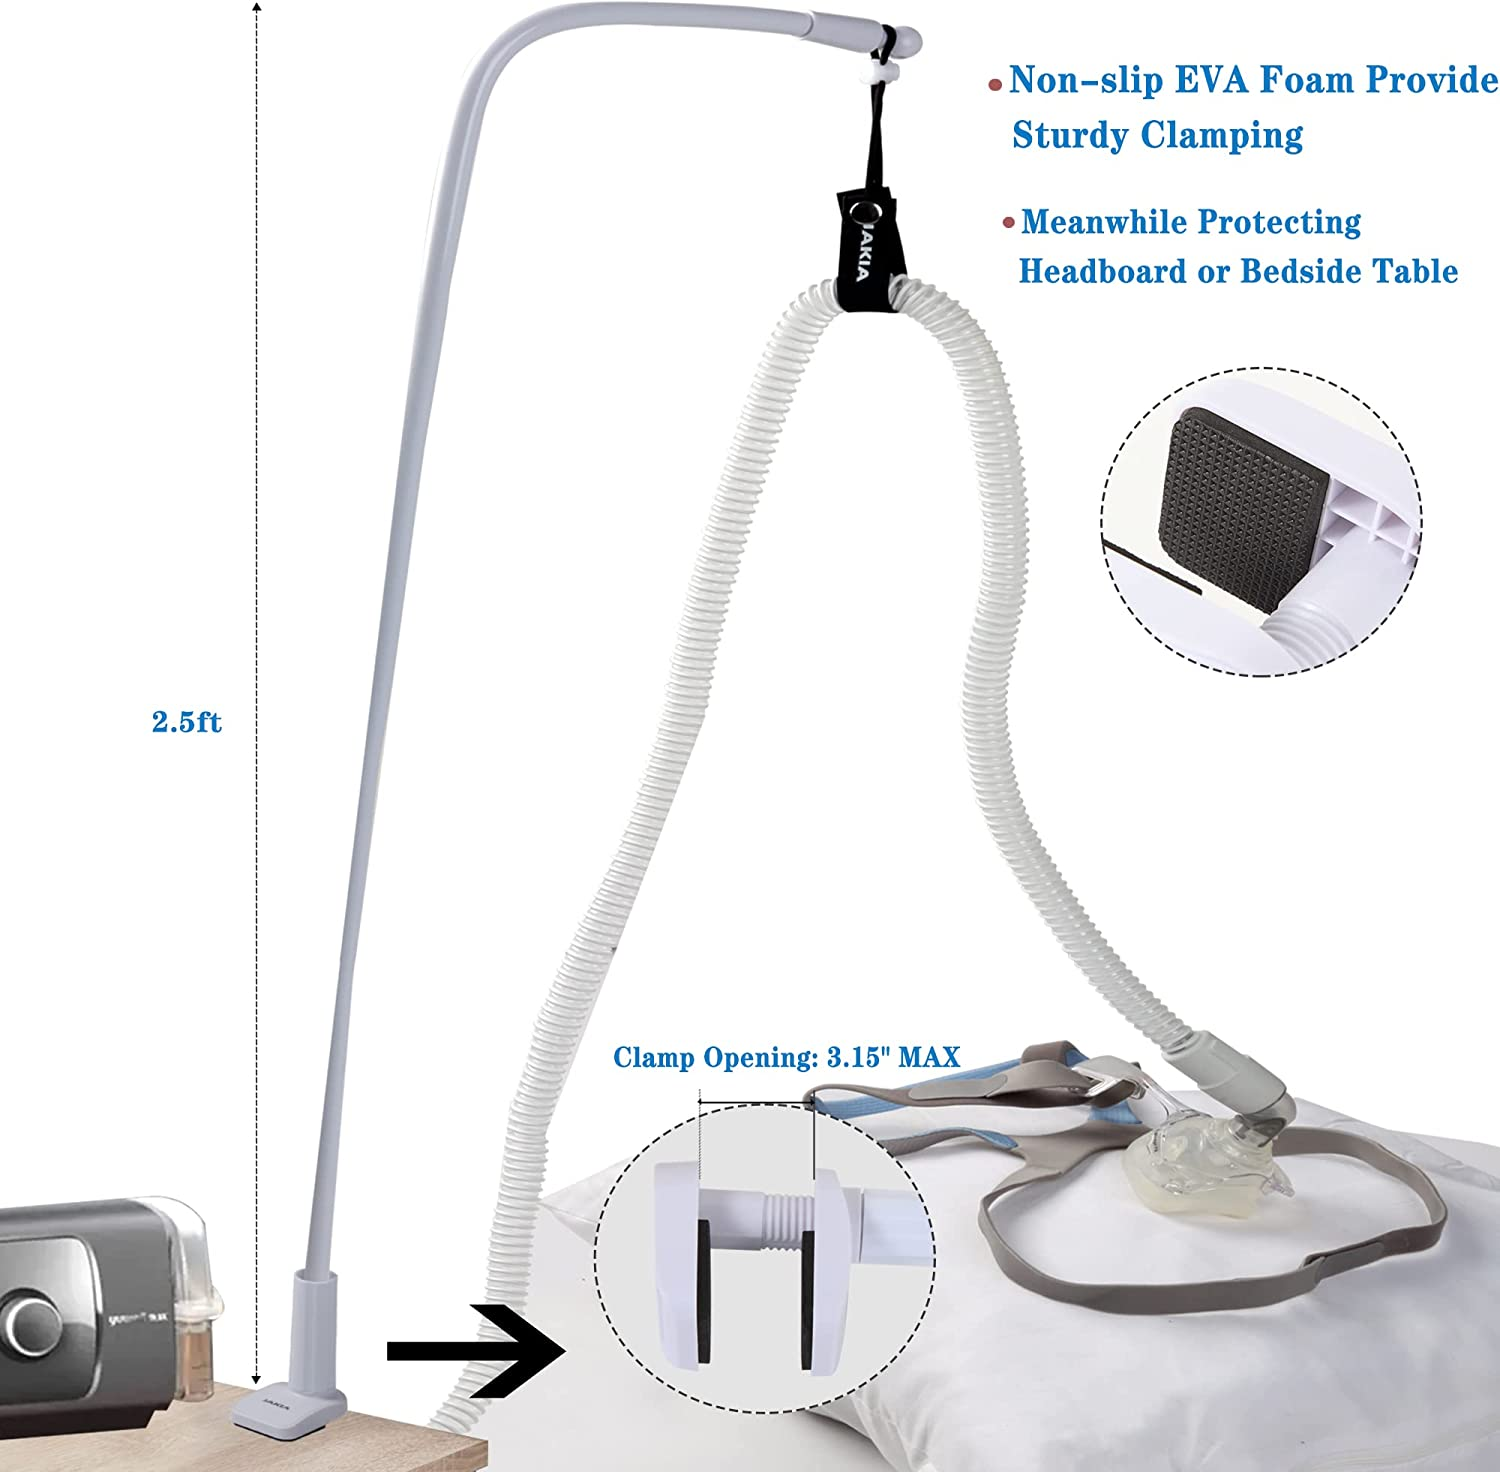 Non-slip EVA Foam Provide
Sturdy Clamping
Meanwhile Protecting
Headboard or Bedside Table
IAKIA
2.5ft
Clamp Opening: 3.15" MAX
IAKIA